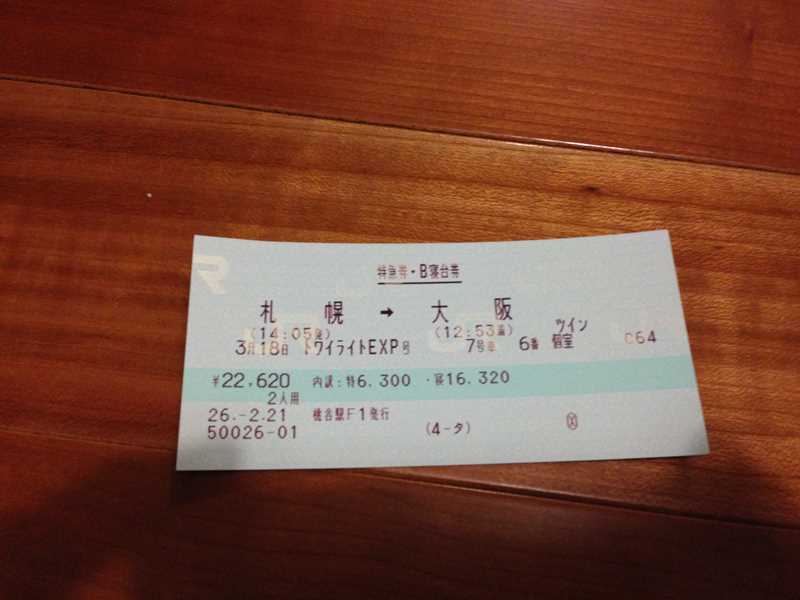 特急券・B寝台券
札幌 → 大阪
(14:05発) (12:53着) ツイン
3月18日 トワイライトEXP号 7号車 6番 個室 C64
¥22,620 内訳:特6,300 ・寝16,320
2人用
26.-2.21 桃谷駅F1発行
50026-01 (4-タ)